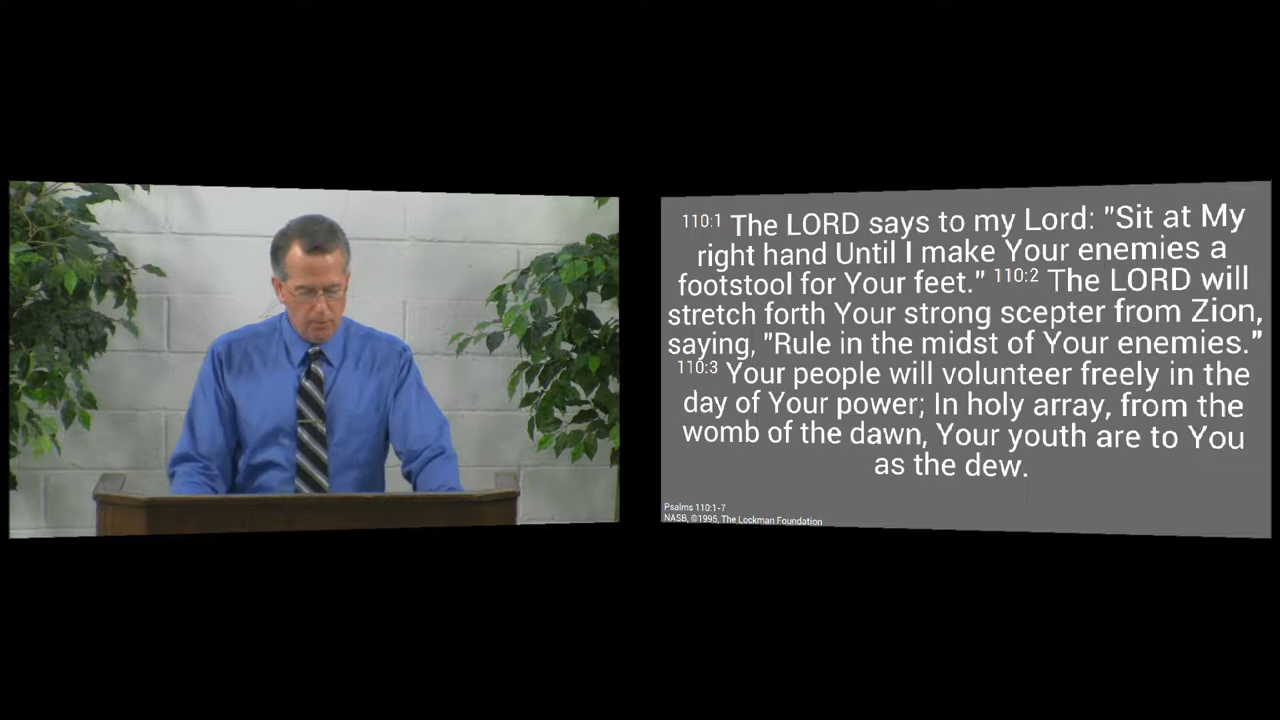 110:1 The LORD says to my Lord: "Sit at My
right hand Until I make Your enemies a
footstool for Your feet." 110:2 The LORD will
stretch forth Your strong scepter from Zion,
saying, "Rule in the midst of Your enemies."
110:3 Your people will volunteer freely in the
day of Your power; In holy array, from the
womb of the dawn, Your youth are to You
as the dew.
Psalms 110:1-7
NASB, ©1995, The Lockman Foundation